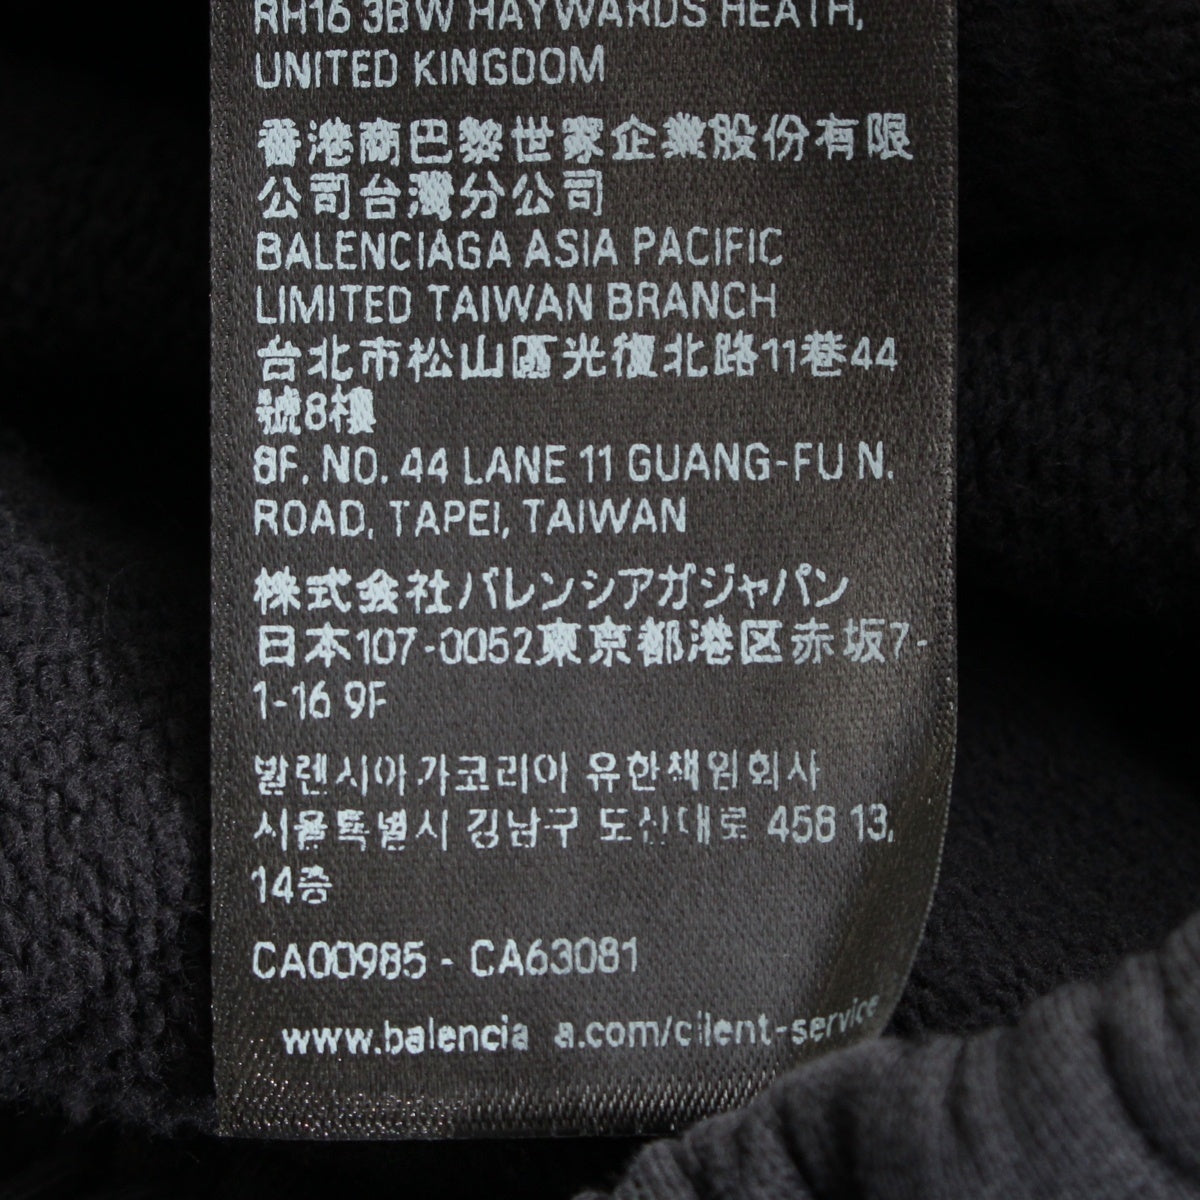 RH16 3BW HAYWARDS HEATH,
UNITED KINGDOM
香港商巴黎世家企業股份有限
公司台灣分公司
BALENCIAGA ASIA PACIFIC
LIMITED TAIWAN BRANCH
台北市松山區光復北路11巷44
號8樓
8F. NO. 44 LANE 11 GUANG-FU N.
ROAD, TAPEI, TAIWAN
株式会社バレンシアガジャパン
日本107-0052東京都港区赤坂7-
1-16 9F
발렌시아가코리아 유한책임회사
서울특별시 강남구 도산대로 458 13,
14층
CA00985 - CA63081
www.balencia a.com/client-service